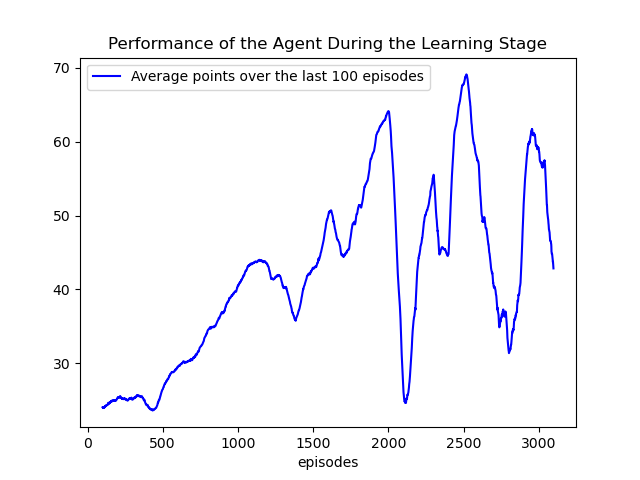 Performance of the Agent During the Learning Stage
Average points over the last 100 episodes
70
60
50
40
30
0 500 1000 1500 2000 2500 3000
episodes